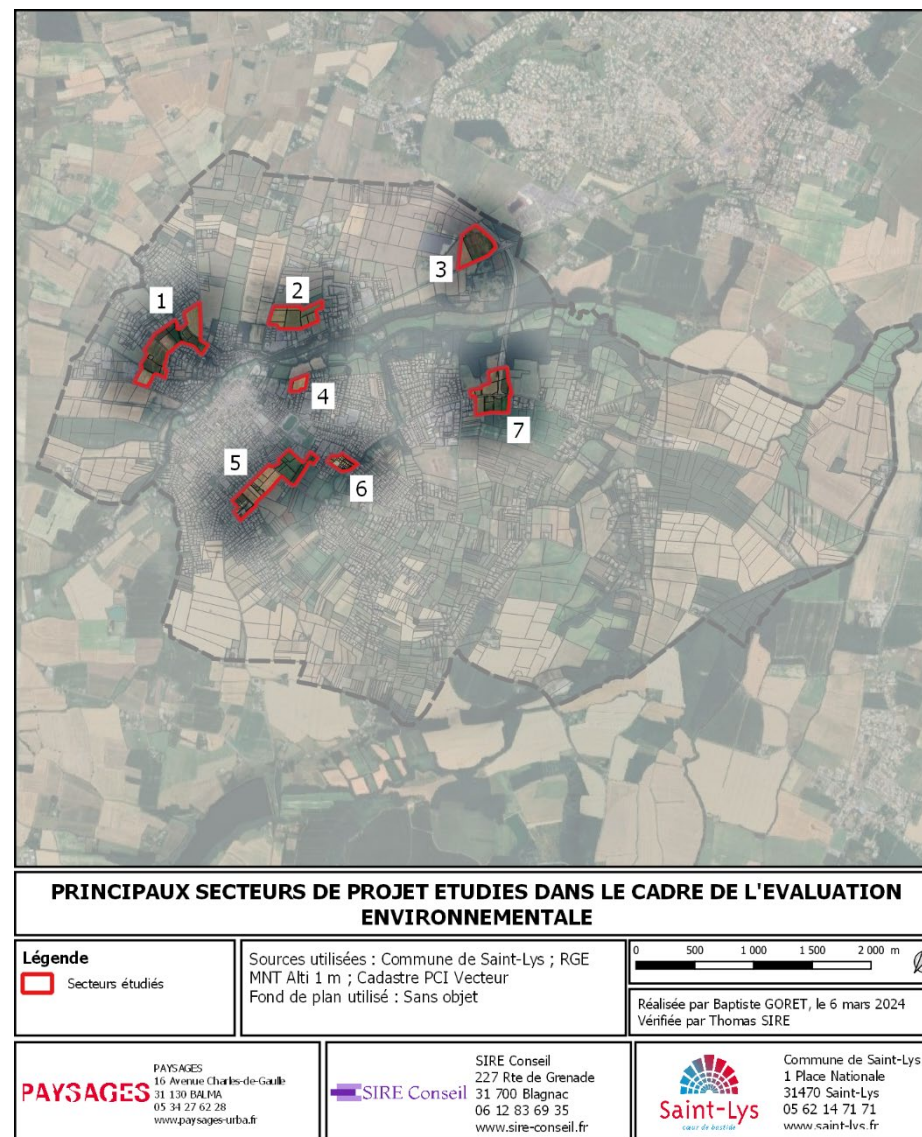 1
2
3
4
5
6
7
PRINCIPAUX SECTEURS DE PROJET ETUDIES DANS LE CADRE DE L'EVALUATION
ENVIRONNEMENTALE
Légende
Secteurs étudiés
Sources utilisées : Commune de Saint-Lys ; RGE
MNT Alti 1 m ; Cadastre PCI Vecteur
Fond de plan utilisé : Sans objet
0 500 1 000 1 500 2 000 m
Réalisée par Baptiste GORET, le 6 mars 2024
Vérifiée par Thomas SIRE
PAYSAGES
PAYSAGES
16 Avenue Charles-de-Gaulle
31 130 BALMA
05 34 27 62 28
www.paysages-urba.fr
SIRE Conseil
SIRE Conseil
227 Rte de Grenade
31 700 Blagnac
06 12 83 69 35
www.sire-conseil.fr
Saint-Lys
cœur de bastide
Commune de Saint-Lys
1 Place Nationale
31470 Saint-Lys
05 62 14 71 71
www.saint-lys.fr